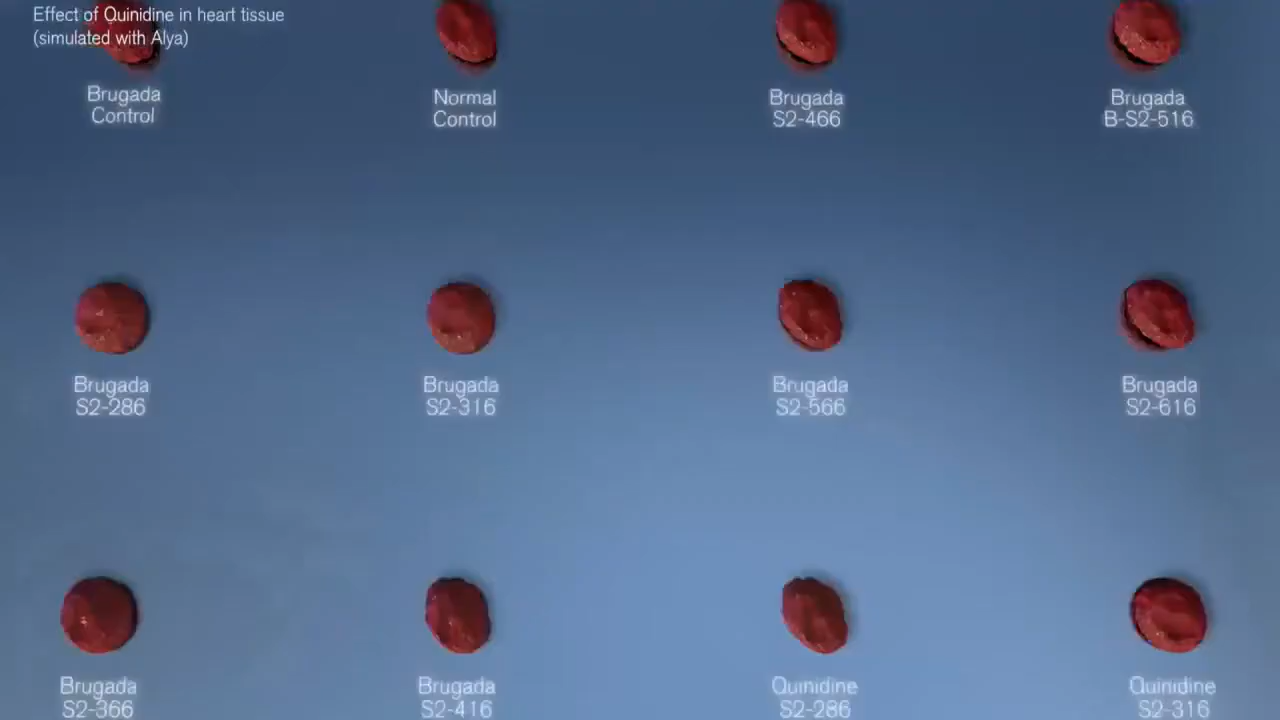 Effect of Quinidine in heart tissue
(simulated with Alya)
Brugada
Control
Normal
Control
Brugada
S2-466
Brugada
B-S2-516
Brugada
S2-286
Brugada
S2-316
Brugada
S2-566
Brugada
S2-616
Brugada
S2-366
Brugada
S2-416
Quinidine
S2-286
Quinidine
S2-316